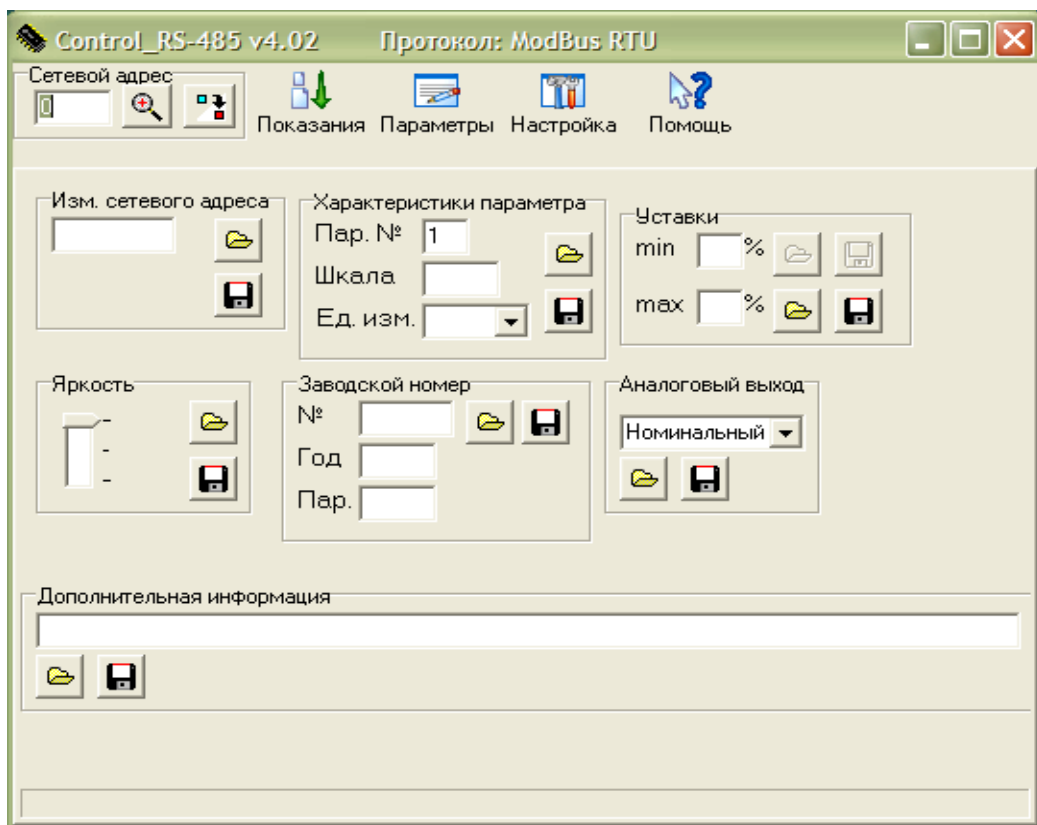 Control_RS-485 v4.02 Протокол: ModBus RTU
Сетевой адрес
0
Показания Параметры Настройка Помощь
Изм. сетевого адреса
Характеристики параметра
Пар. № 1
Шкала
Ед. изм.
Уставки
min %
max %
Яркость
Заводской номер
№
Год
Пар.
Аналоговый выход
Номинальный
Дополнительная информация